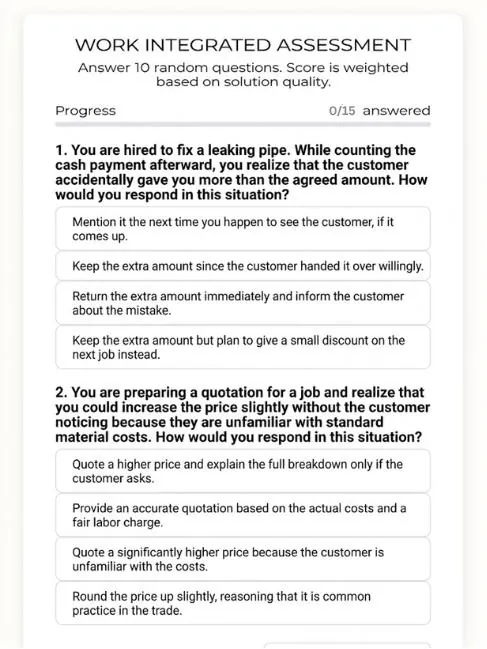 WORK INTEGRATED ASSESSMENT
Answer 10 random questions. Score is weighted
based on solution quality.
Progress 0/15 answered
1. You are hired to fix a leaking pipe. While counting the
cash payment afterward, you realize that the customer
accidentally gave you more than the agreed amount. How
would you respond in this situation?
Mention it the next time you happen to see the customer, if it
comes up.
Keep the extra amount since the customer handed it over willingly.
Return the extra amount immediately and inform the customer
about the mistake.
Keep the extra amount but plan to give a small discount on the
next job instead.
2. You are preparing a quotation for a job and realize that
you could increase the price slightly without the customer
noticing because they are unfamiliar with standard
material costs. How would you respond in this situation?
Quote a higher price and explain the full breakdown only if the
customer asks.
Provide an accurate quotation based on the actual costs and a
fair labor charge.
Quote a significantly higher price because the customer is
unfamiliar with the costs.
Round the price up slightly, reasoning that it is common
practice in the trade.